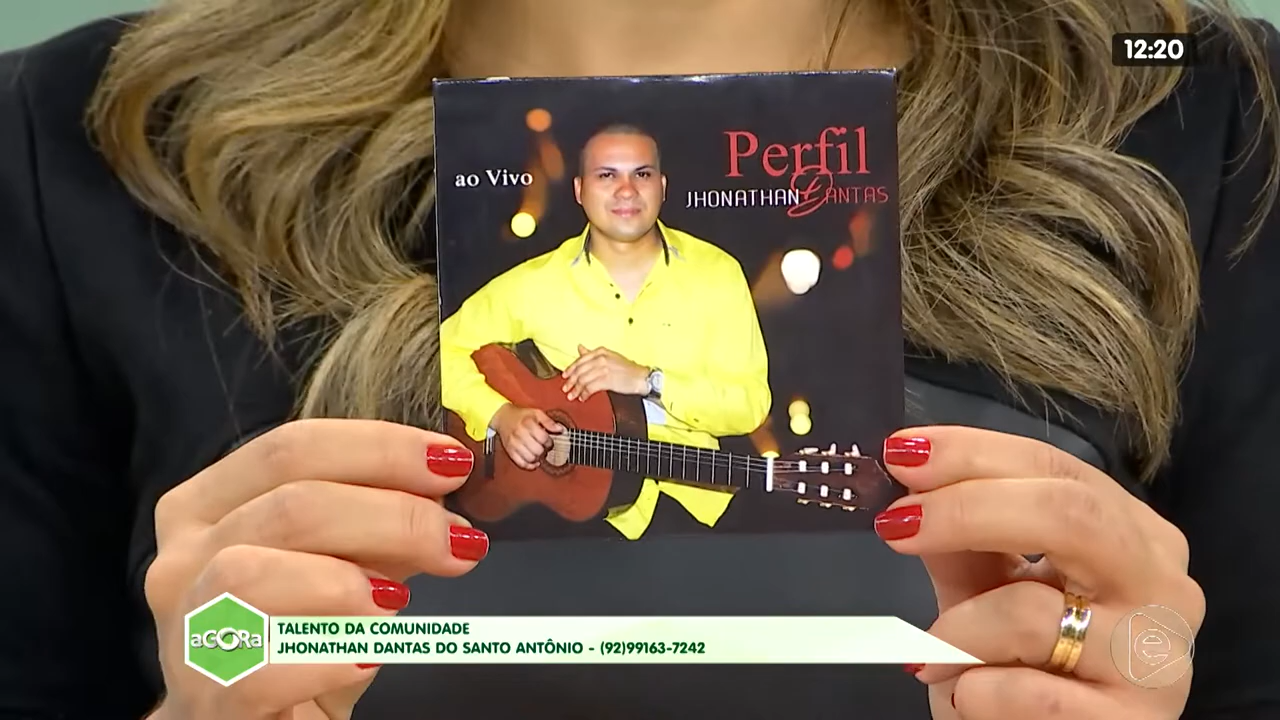 12:20
Perfil
ao Vivo
JHONATHAN DANTAS
aGORa
TALENTO DA COMUNIDADE
JHONATHAN DANTAS DO SANTO ANTÔNIO - (92)99163-7242
e